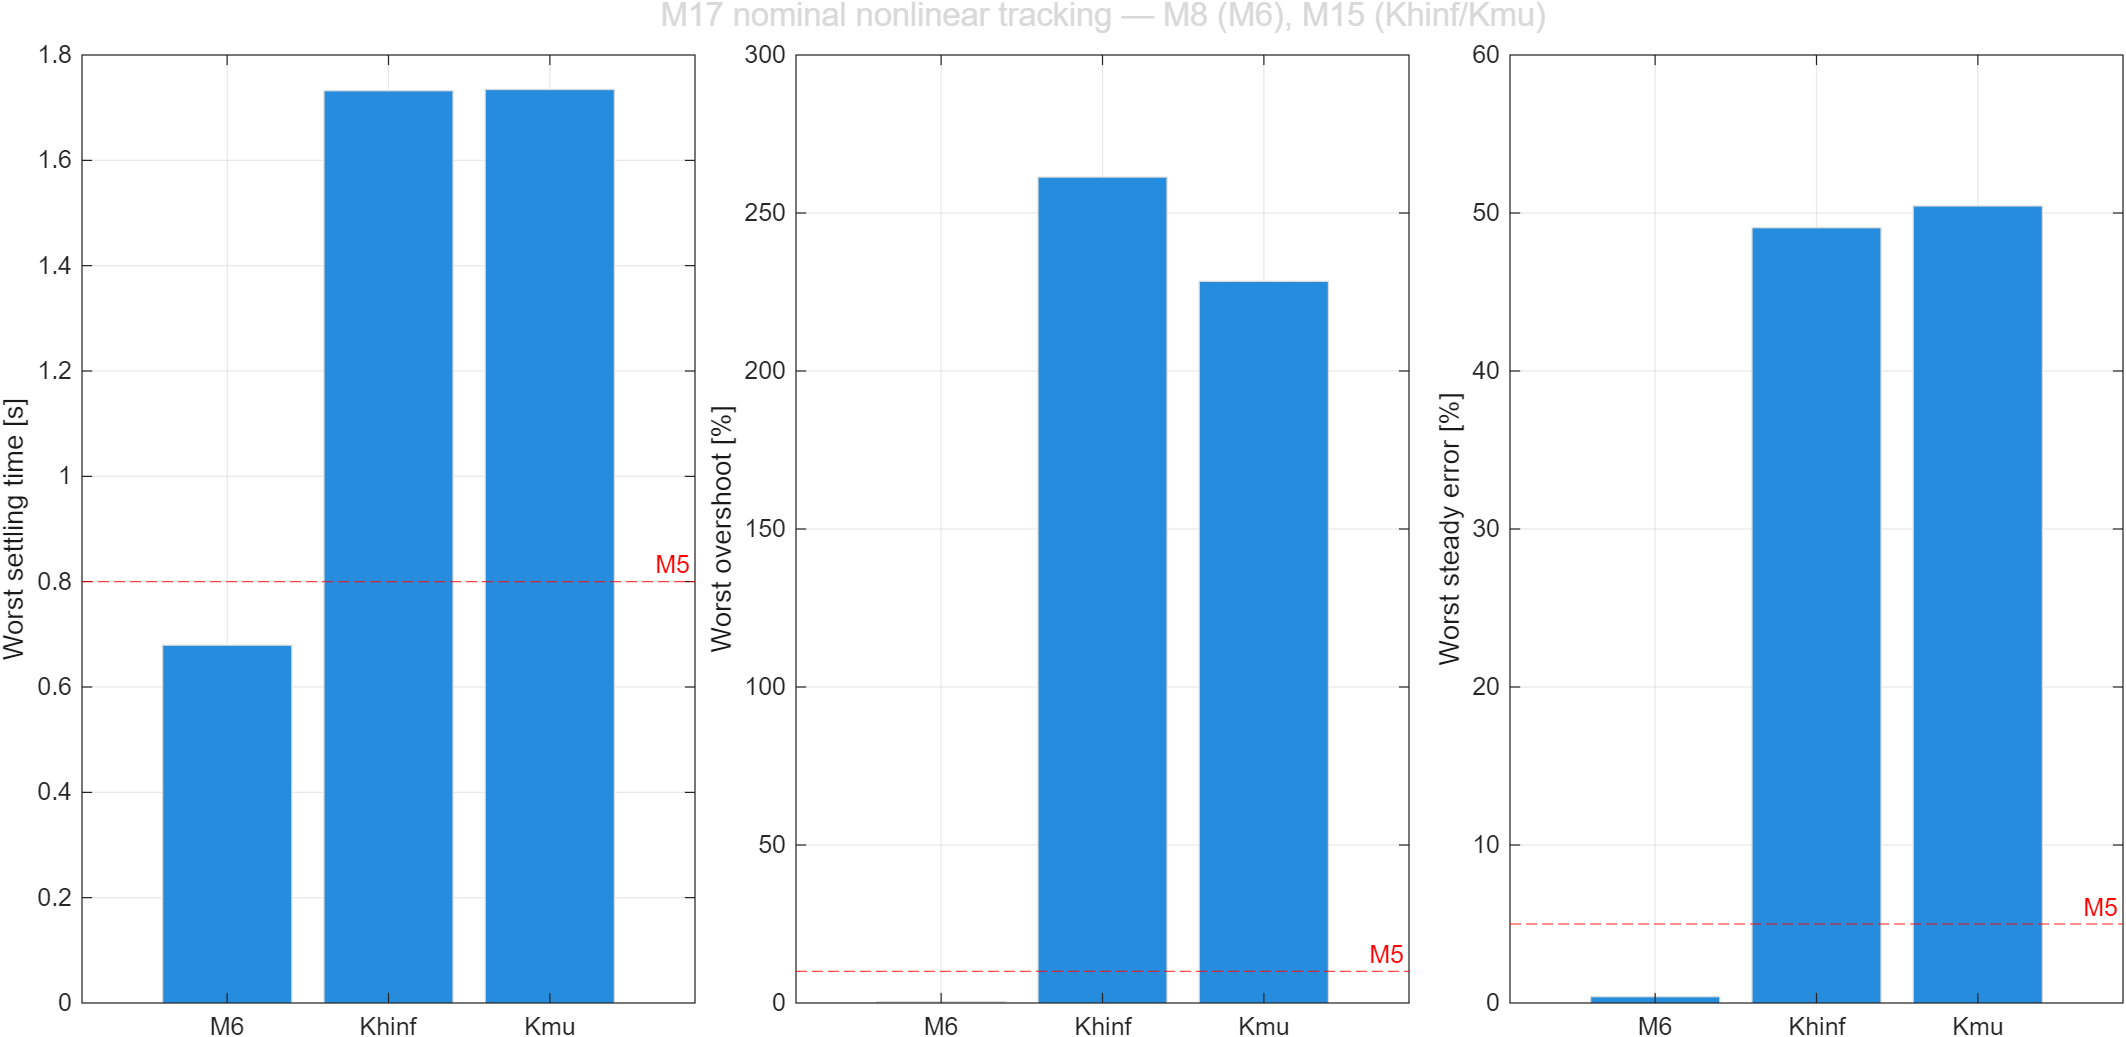 M17 nominal nonlinear tracking — M8 (M6), M15 (Khinf/Kmu)
Worst settling time [s]
1.8
1.6
1.4
1.2
1
0.8
0.6
0.4
0.2
0
M5
M6 Khinf Kmu
Worst overshoot [%]
300
250
200
150
100
50
0
M5
M6 Khinf Kmu
Worst steady error [%]
60
50
40
30
20
10
0
M5
M6 Khinf Kmu